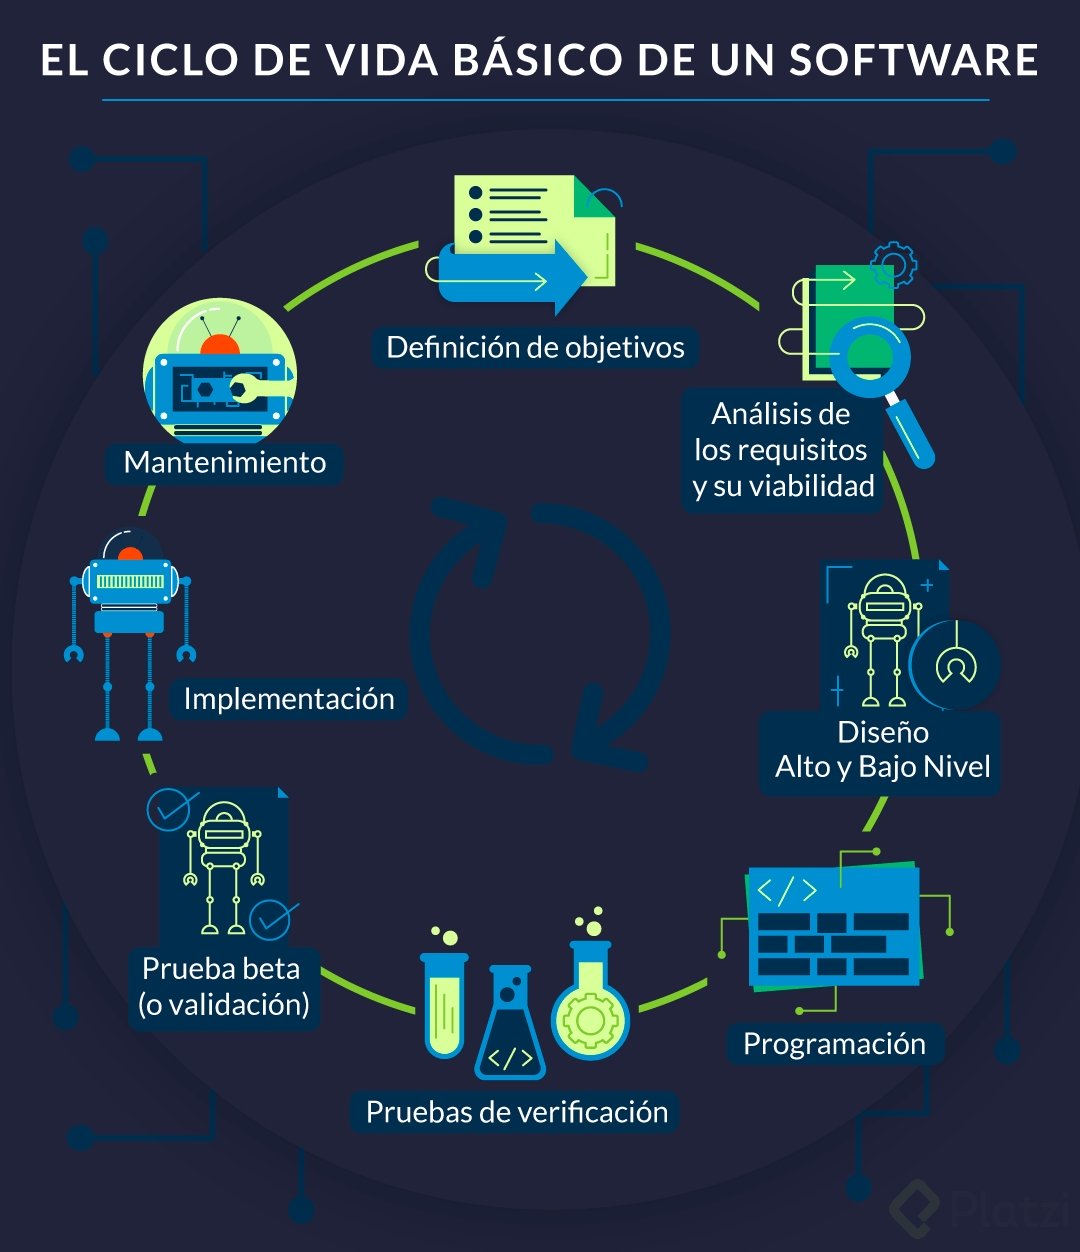 EL CICLO DE VIDA BÁSICO DE UN SOFTWARE
Definición de objetivos
Análisis de
los requisitos
y su viabilidad
Diseño
Alto y Bajo Nivel
</>
Programación
</>
Pruebas de verificación
Prueba beta
(o validación)
Implementación
Mantenimiento
Platzi